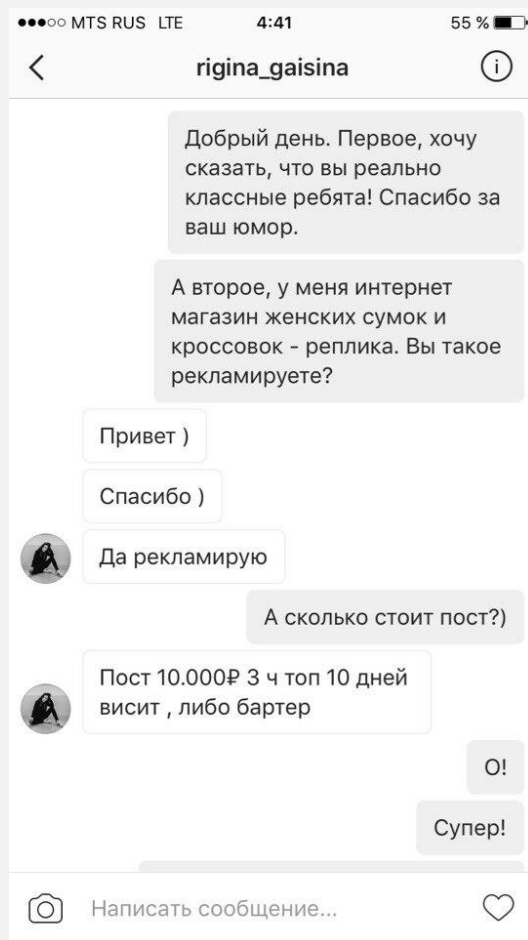 MTS RUS LTE 4:41 55 %
rigina_gaisina
Добрый день. Первое, хочу
сказать, что вы реально
классные ребята! Спасибо за
ваш юмор.
А второе, у меня интернет
магазин женских сумок и
кроссовок - реплика. Вы такое
рекламируете?
Привет )
Спасибо )
Да рекламирую
А сколько стоит пост?)
Пост 10.000₽ 3 ч топ 10 дней
висит , либо бартер
О!
Супер!
Написать сообщение...